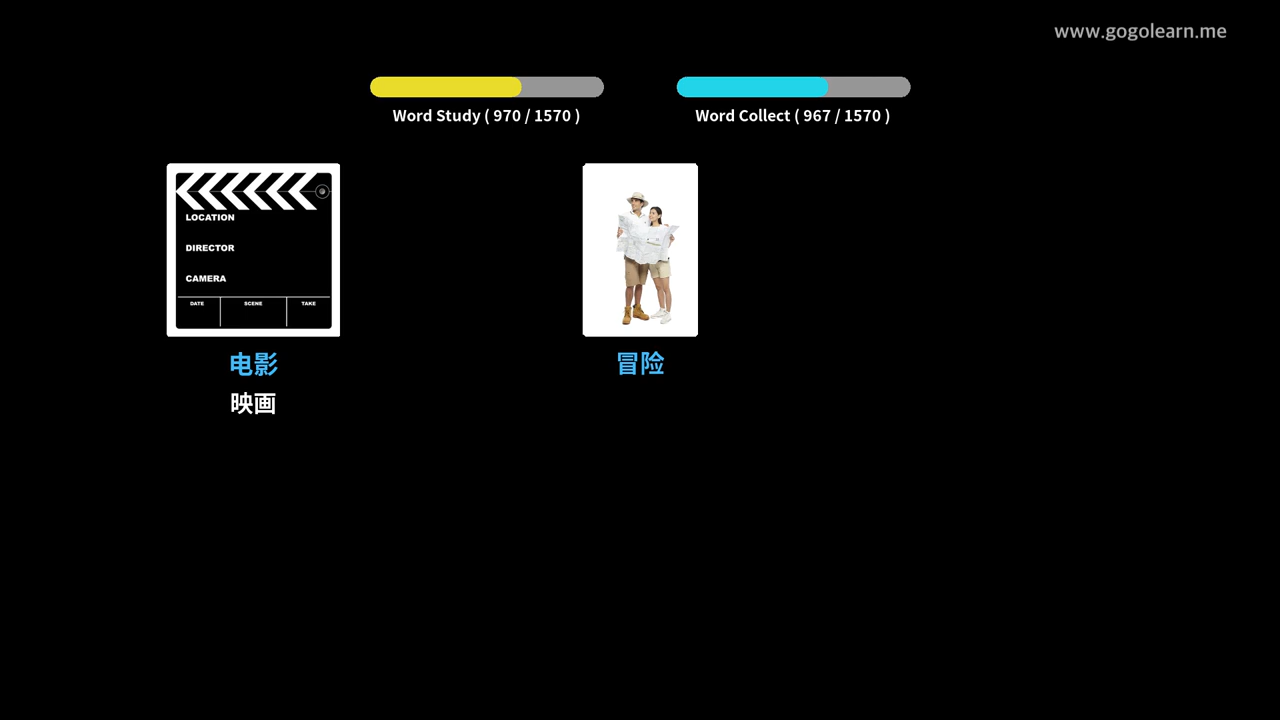 www.gogolearn.me
Word Study ( 970 / 1570 )
Word Collect ( 967 / 1570 )
LOCATION
DIRECTOR
CAMERA
DATE SCENE TAKE
电影
冒险
映画